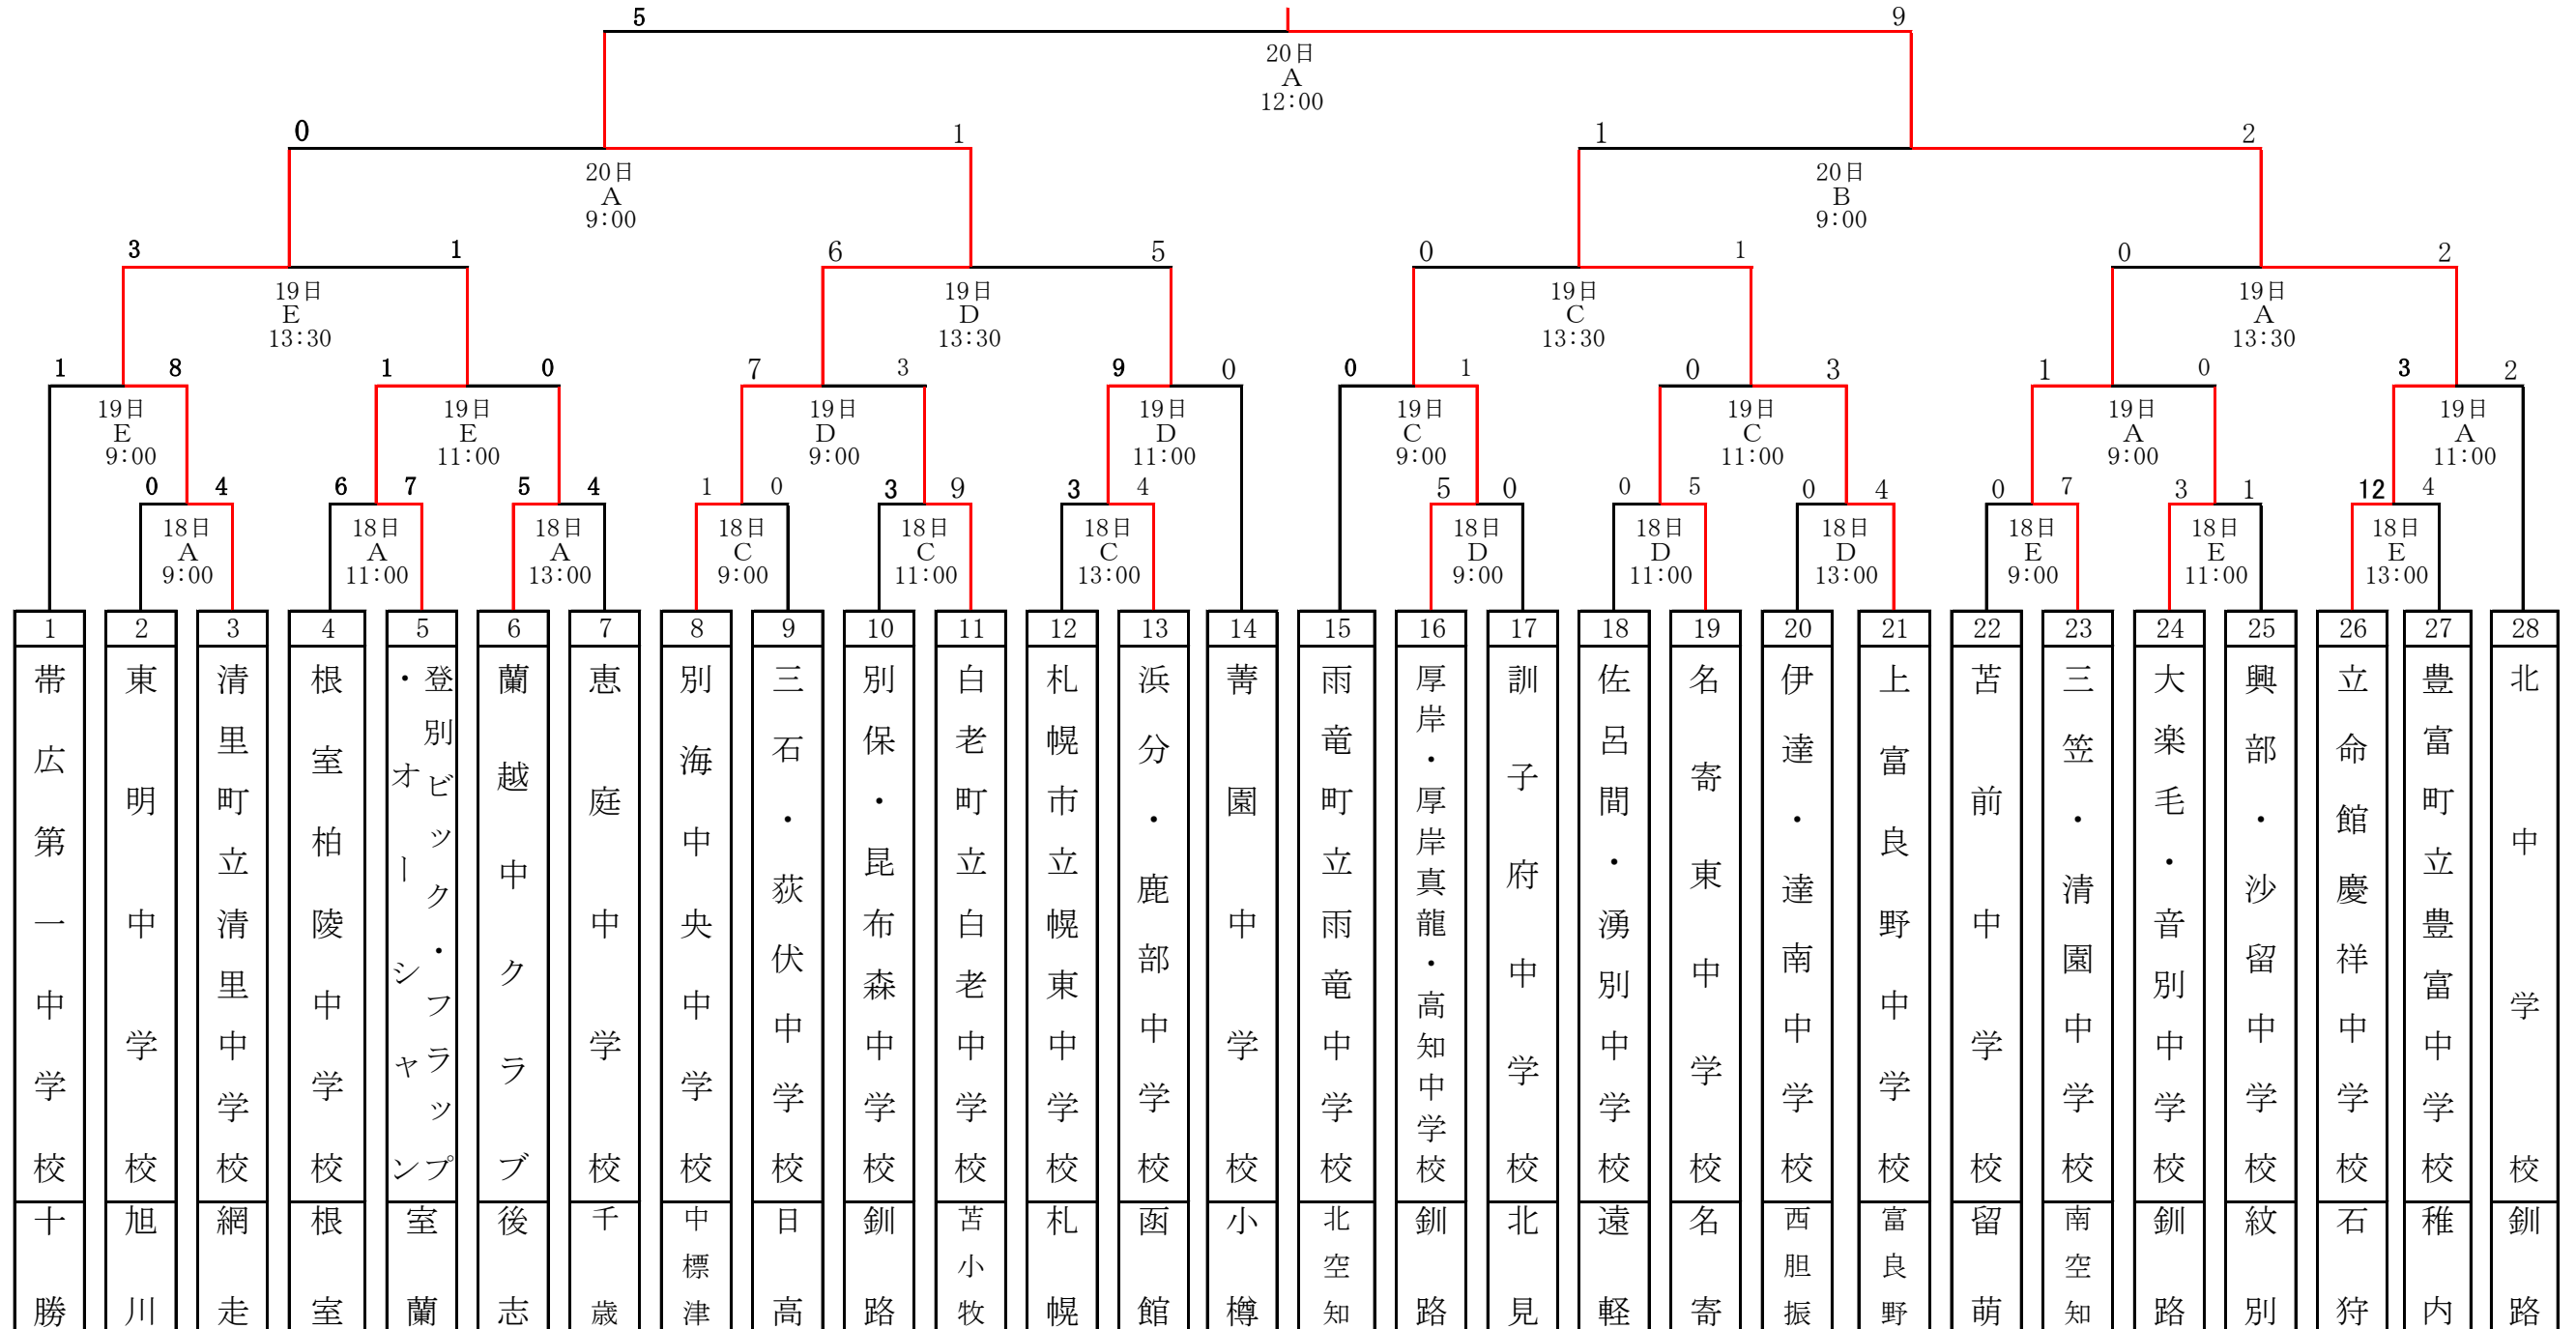 5 9
20日
A
12:00
0 1 1 2
20日 20日
A B
9:00 9:00
3 1 6 5 0 1 0 2
19日 19日 19日 19日
E D C A
13:30 13:30 13:30 13:30
1 8 1 0 7 3 9 0 0 1 0 3 1 0 3 2
19日 19日 19日 19日 19日 19日 19日 19日
E E D D C C A A
9:00 11:00 9:00 11:00 9:00 11:00 9:00 11:00
0 4 6 7 5 4 1 0 3 9 3 4 5 0 0 5 0 4 0 7 3 1 12 4
18日 18日 18日 18日 18日 18日 18日 18日 18日 18日 18日 18日
A A A C C C D D D E E E
9:00 11:00 13:00 9:00 11:00 13:00 9:00 11:00 13:00 9:00 11:00 13:00
1 2 3 4 5 6 7 8 9 10 11 12 13 14 15 16 17 18 19 20 21 22 23 24 25 26 27 28
帯広第一中学校
東明中学校
清里町立清里中学校
根室柏陵中学校
登別ビック・フラップ
・オーシャン
蘭越中クラブ
恵庭中学校
別海中央中学校
三石・荻伏中学校
別保・昆布森中学校
白老町立白老中学校
札幌市立幌東中学校
浜分・鹿部中学校
菁園中学校
雨竜町立雨竜中学校
厚岸・厚岸真龍・高知中学校
訓子府中学校
佐呂間・湧別中学校
名寄東中学校
伊達・達南中学校
上富良野中学校
苫前中学校
三笠・清園中学校
大楽毛・音別中学校
興部・沙留中学校
立命館慶祥中学校
豊富町立豊富中学校
北中学校
十勝
旭川
網走
根室
室蘭
後志
千歳
中標津
日高
釧路
苫小牧
札幌
函館
小樽
北空知
釧路
北見
遠軽
名寄
西胆振
富良野
留萌
南空知
釧路
紋別
石狩
稚内
釧路